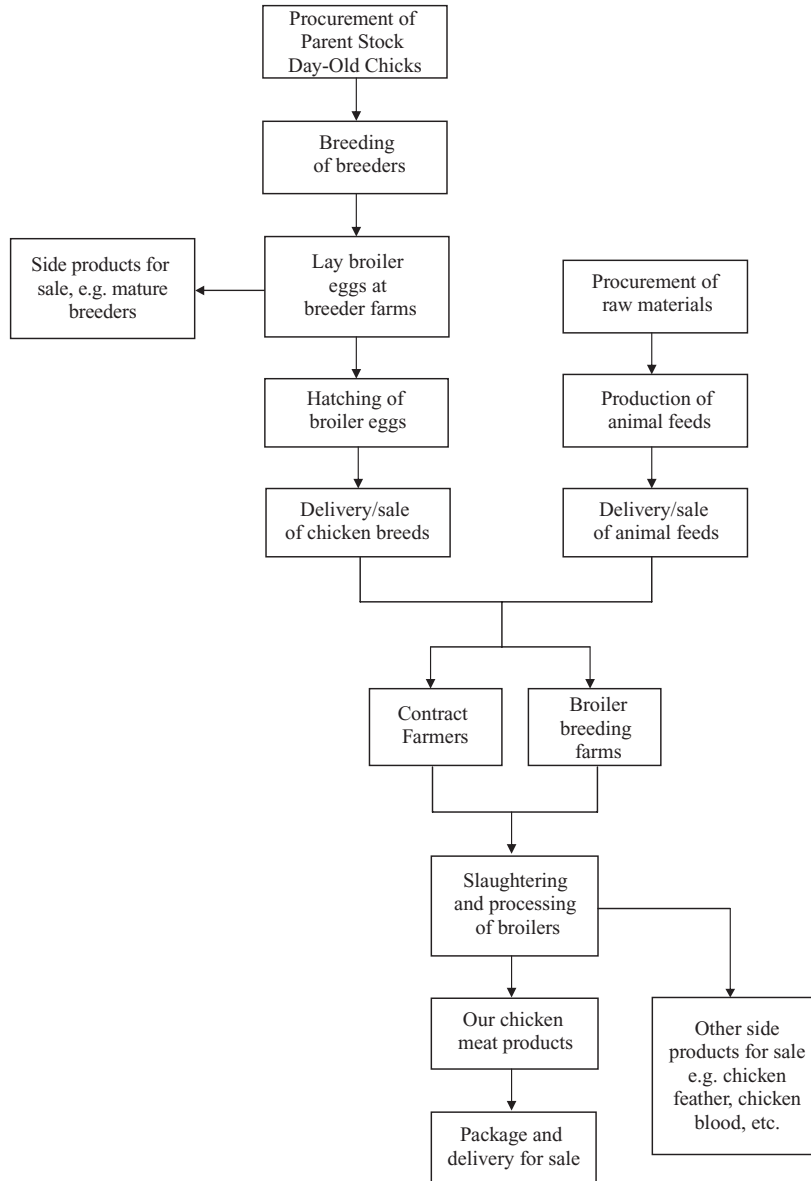 Procurement of
Parent Stock
Day-Old Chicks
Breeding
of breeders
Side products for
sale, e.g. mature
breeders
Lay broiler
eggs at
breeder farms
Procurement of
raw materials
Hatching of
broiler eggs
Production of
animal feeds
Delivery/sale
of chicken breeds
Delivery/sale
of animal feeds
Contract
Farmers
Broiler
breeding
farms
Slaughtering
and processing
of broilers
Our chicken
meat products
Other side
products for sale
e.g. chicken
feather, chicken
blood, etc.
Package and
delivery for sale